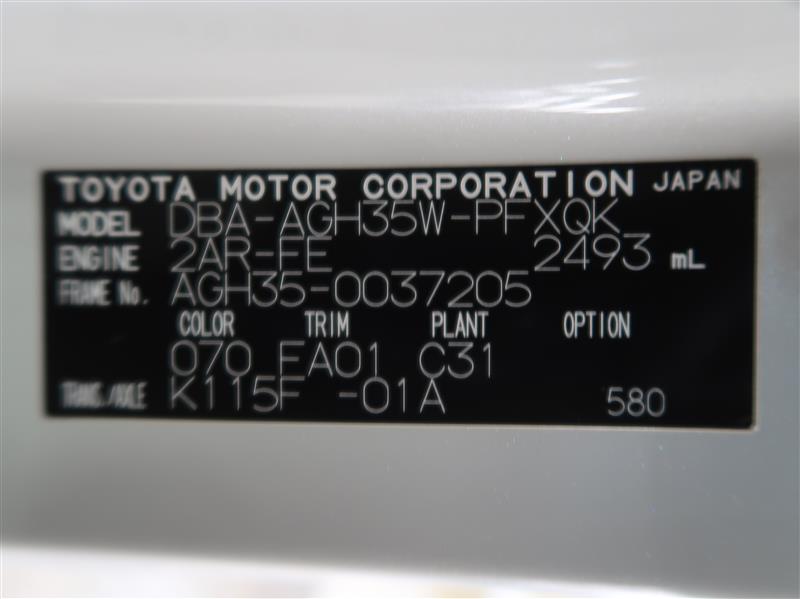 TOYOTA MOTOR CORPORATION JAPAN
MODEL DBA-AGH35W-PFXQK
ENGINE 2AR-FE 2493 mL
FRAME No. AGH35-0037205
COLOR TRIM PLANT OPTION
070 FA01 C31
TRANS./AXLE K115F -01A 580